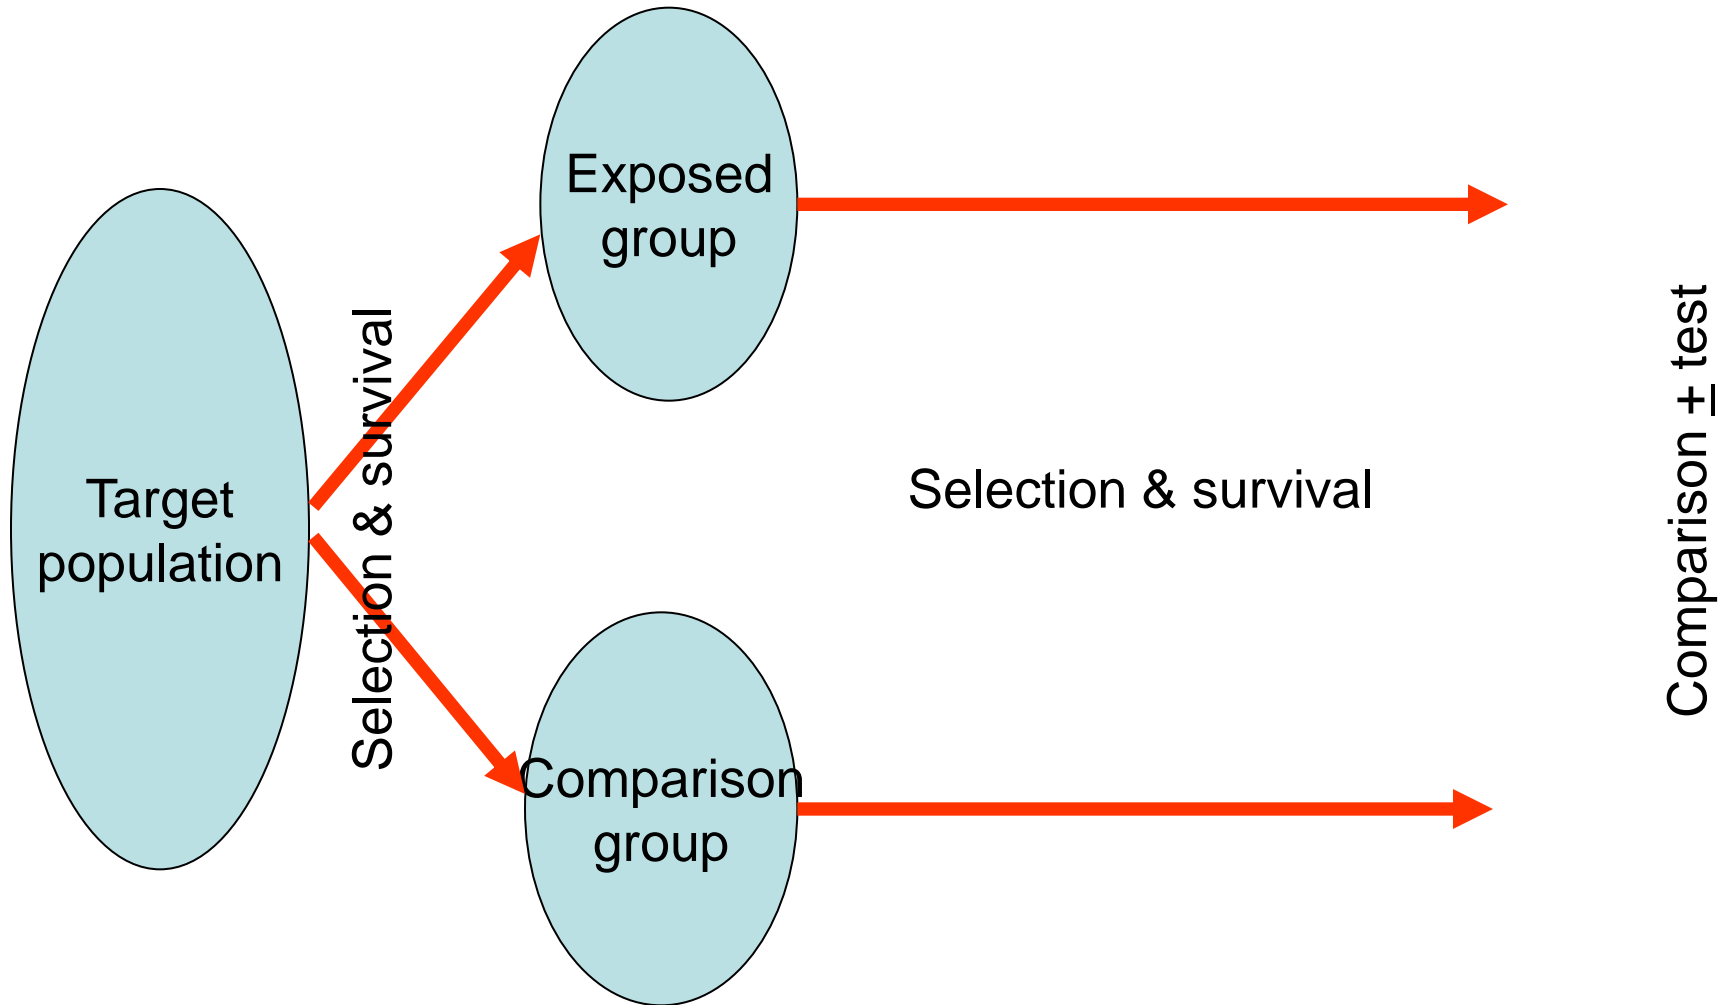 Target
population
Selection & survival
Exposed
group
Comparison
group
Selection & survival
Comparison ± test